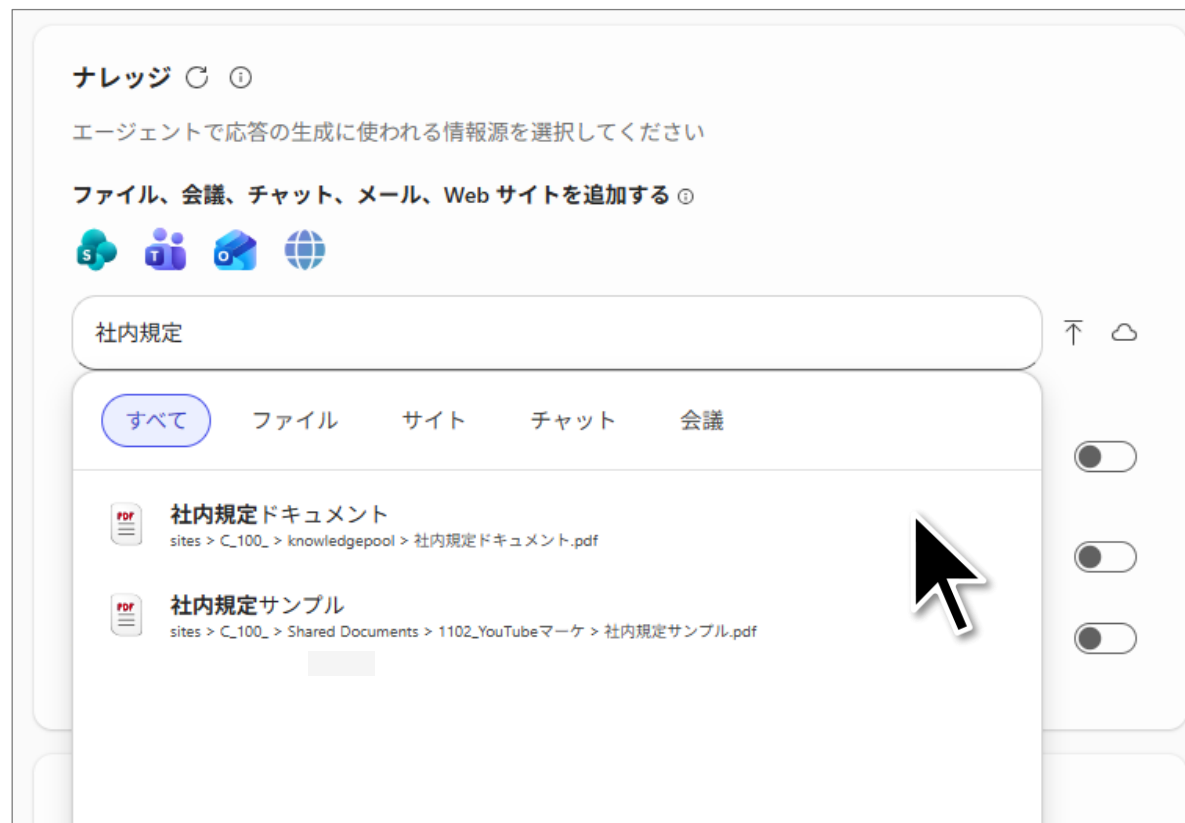 ナレッジ
エージェントで応答の生成に使われる情報源を選択してください
ファイル、会議、チャット、メール、Web サイトを追加する
S T O
社内規定
すべて ファイル サイト チャット 会議
PDF
社内規定ドキュメント
sites > C_100_ > knowledgepool > 社内規定ドキュメント.pdf
PDF
社内規定サンプル
sites > C_100_ > Shared Documents > 1102_YouTubeマーケ > 社内規定サンプル.pdf